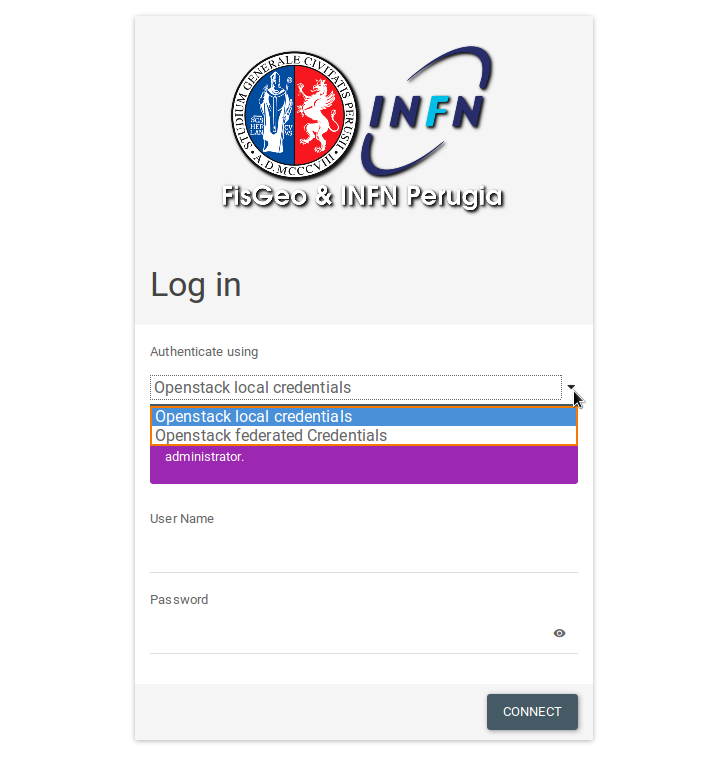 STUDIUM GENERALE CIVITATIS PERUSII
• A.D.MCCCVIII •
INFN
FisGeo & INFN Perugia
Log in
Authenticate using
Openstack local credentials
Openstack local credentials
Openstack federated Credentials
administrator.
User Name
Password
CONNECT